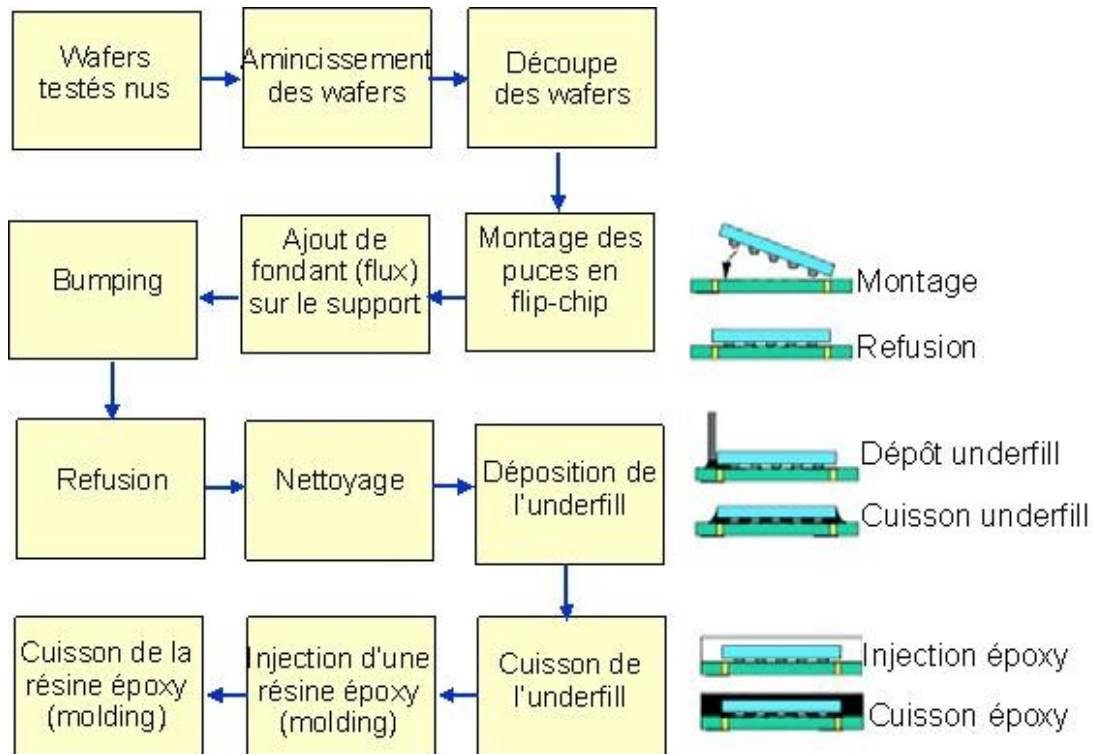 Wafers
testés nus
Amincissement
des wafers
Découpe
des wafers
Bumping
Ajout de
fondant (flux)
sur le support
Montage des
puces en
flip-chip
Montage
Refusion
Refusion
Nettoyage
Déposition de
l'underfill
Dépôt underfill
Cuisson underfill
Cuisson de la
résine époxy
(molding)
Injection d'une
résine époxy
(molding)
Cuisson de
l'underfill
Injection époxy
Cuisson époxy